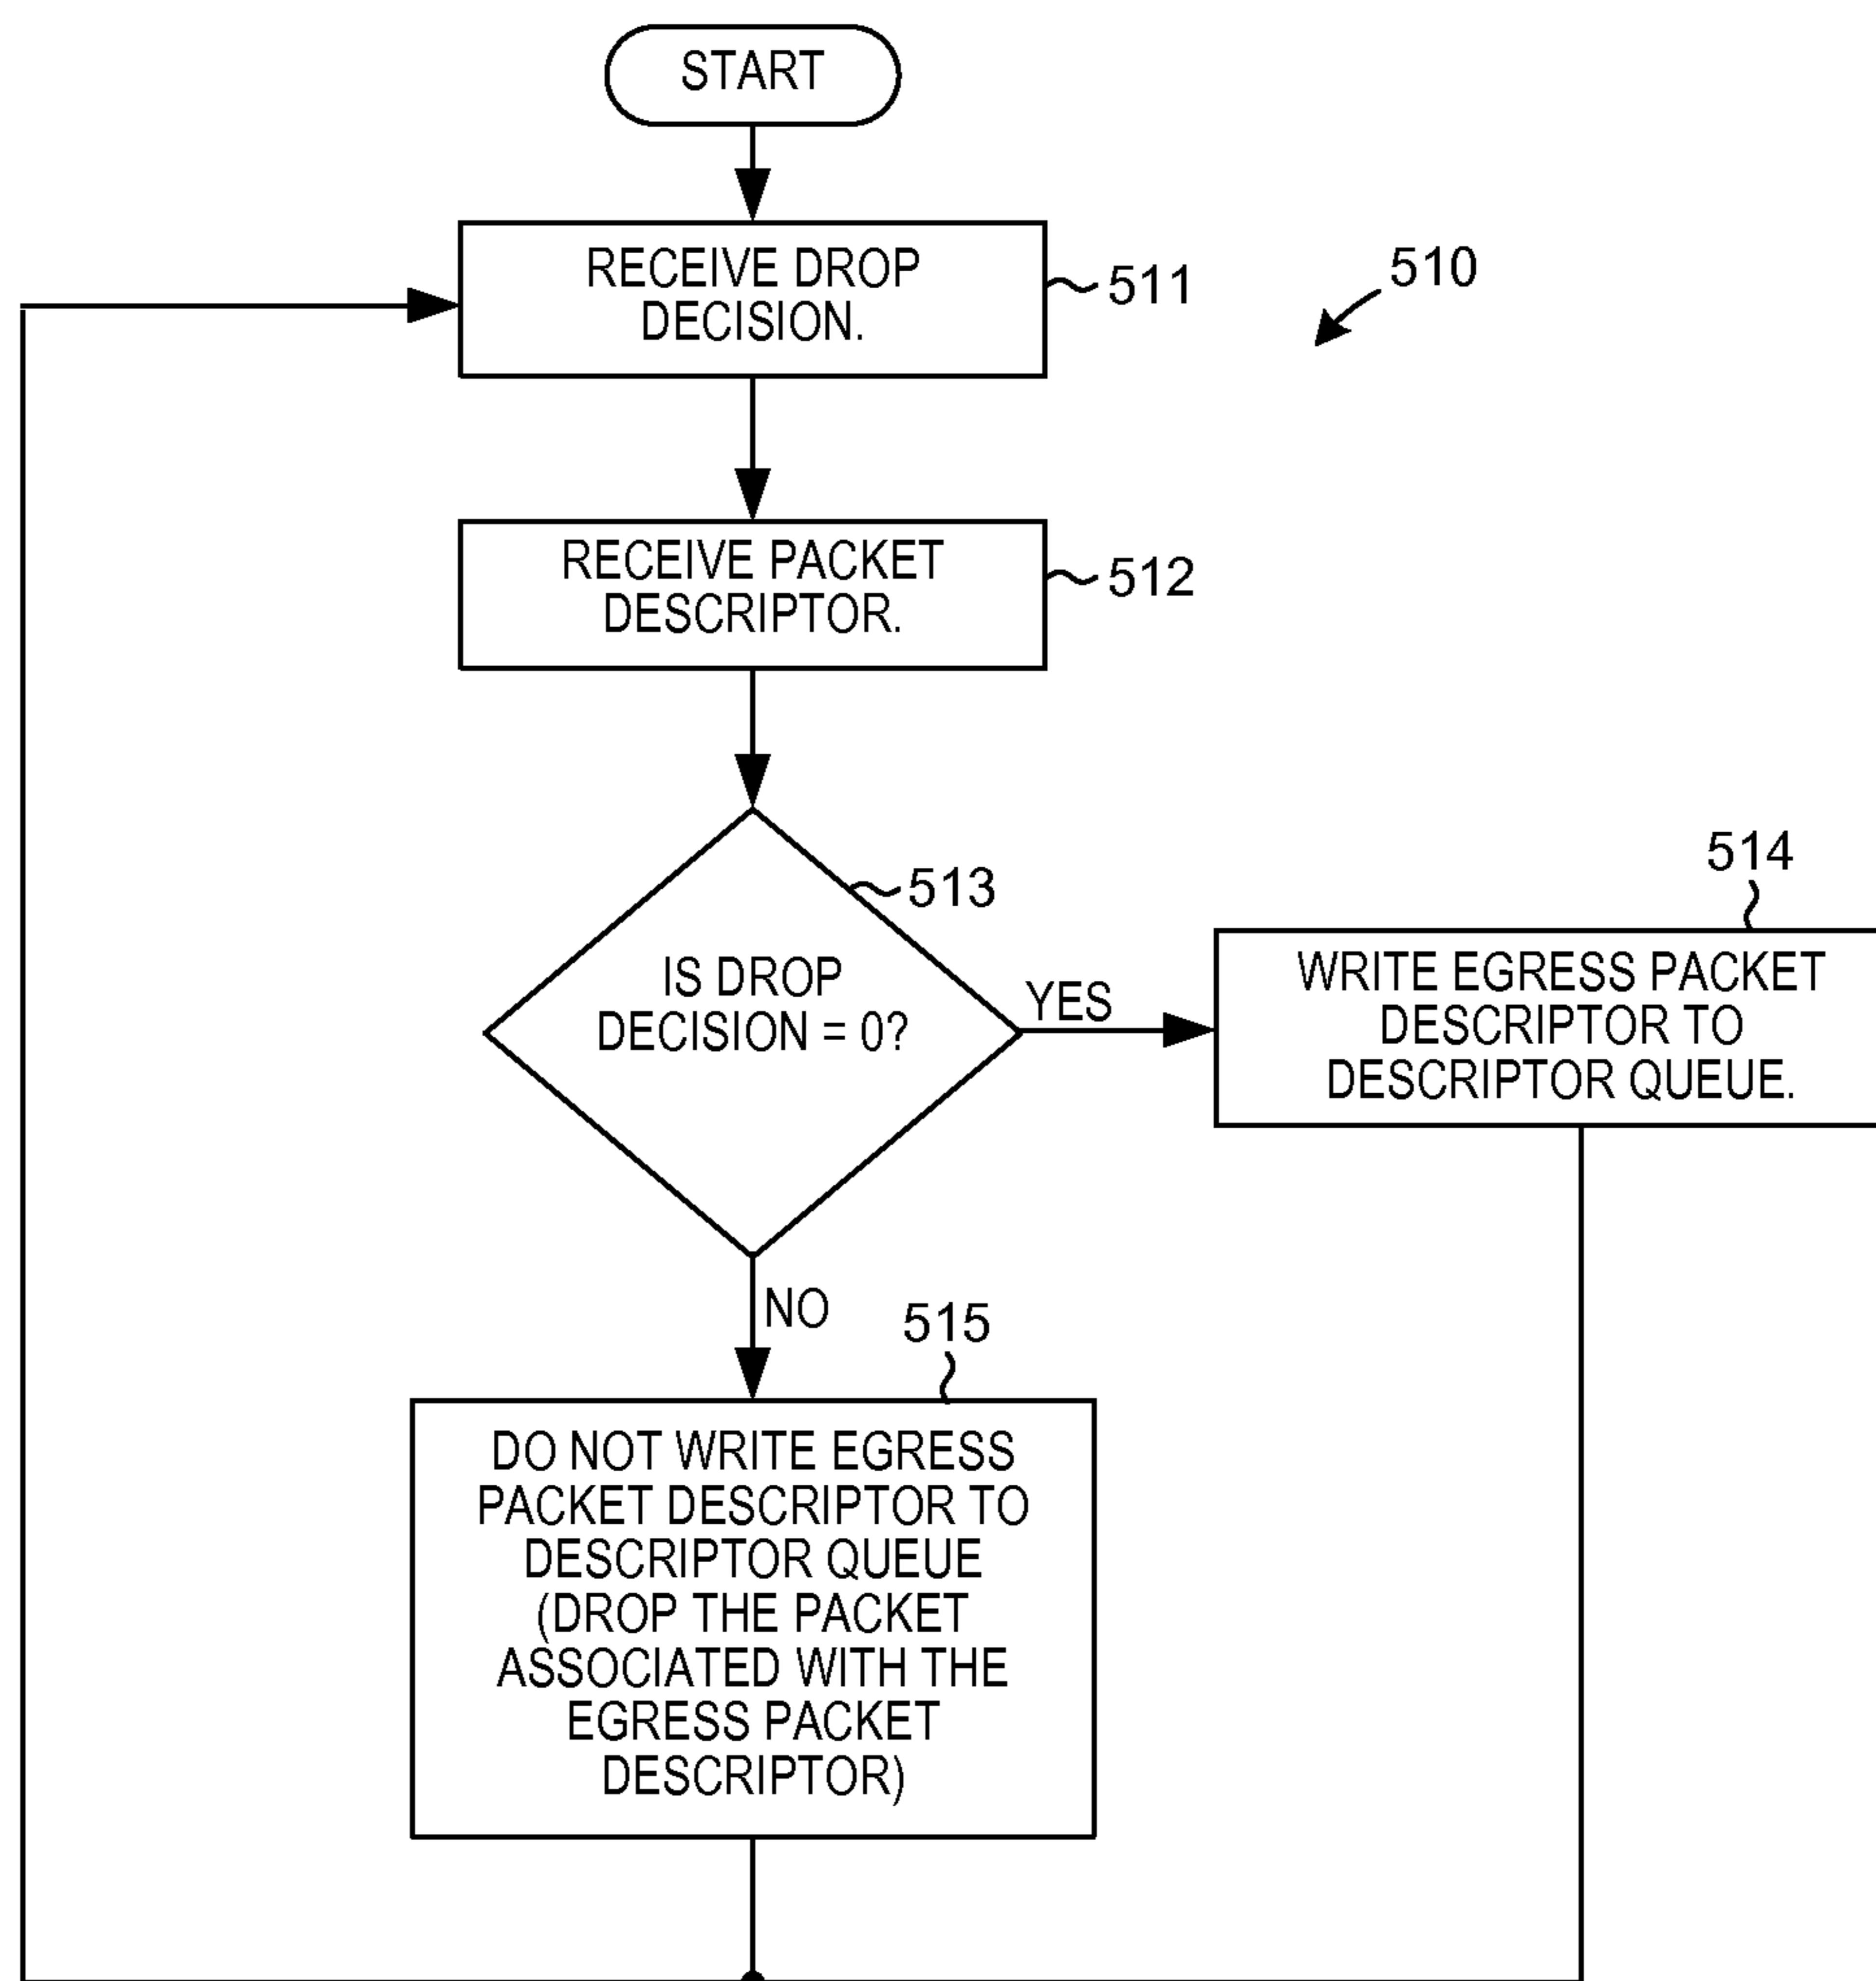 START
RECEIVE DROP
DECISION.
511
510
RECEIVE PACKET
DESCRIPTOR.
512
513
IS DROP
DECISION = 0?
YES
514
WRITE EGRESS PACKET
DESCRIPTOR TO
DESCRIPTOR QUEUE.
NO
515
DO NOT WRITE EGRESS
PACKET DESCRIPTOR TO
DESCRIPTOR QUEUE
(DROP THE PACKET
ASSOCIATED WITH THE
EGRESS PACKET
DESCRIPTOR)